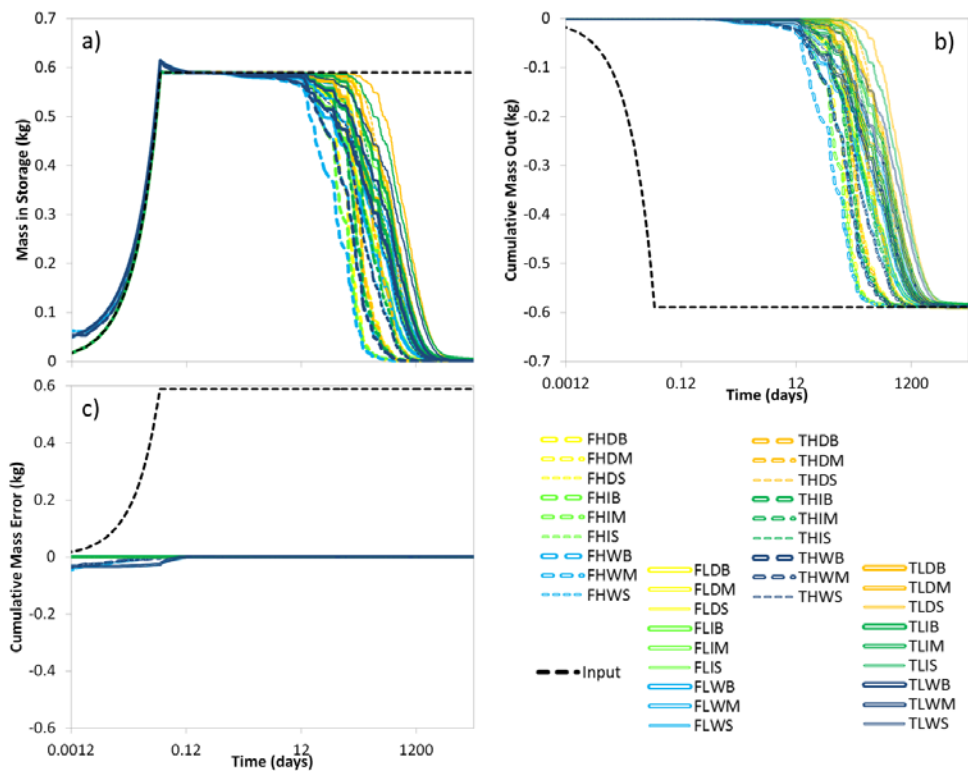 a)
Mass in Storage (kg)
0.7
0.6
0.5
0.4
0.3
0.2
0.1
0
b)
Cumulative Mass Out (kg)
0
-0.1
-0.2
-0.3
-0.4
-0.5
-0.6
-0.7
0.0012
0.12
12
1200
Time (days)
c)
Cumulative Mass Error (kg)
0.6
0.4
0.2
0
-0.2
-0.4
-0.6
0.0012
0.12
12
1200
Time (days)
FHDB
FHDM
FHDS
FHIB
FHIM
FHIS
FHWB
FHWM
FHWS
Input
FLDB
FLDM
FLDS
FLIB
FLIM
FLIS
FLWB
FLWM
FLWS
THDB
THDM
THDS
THIB
THIM
THIS
THWB
THWM
THWS
TLDB
TLDM
TLDS
TLIB
TLIM
TLIS
TLWB
TLWM
TLWS